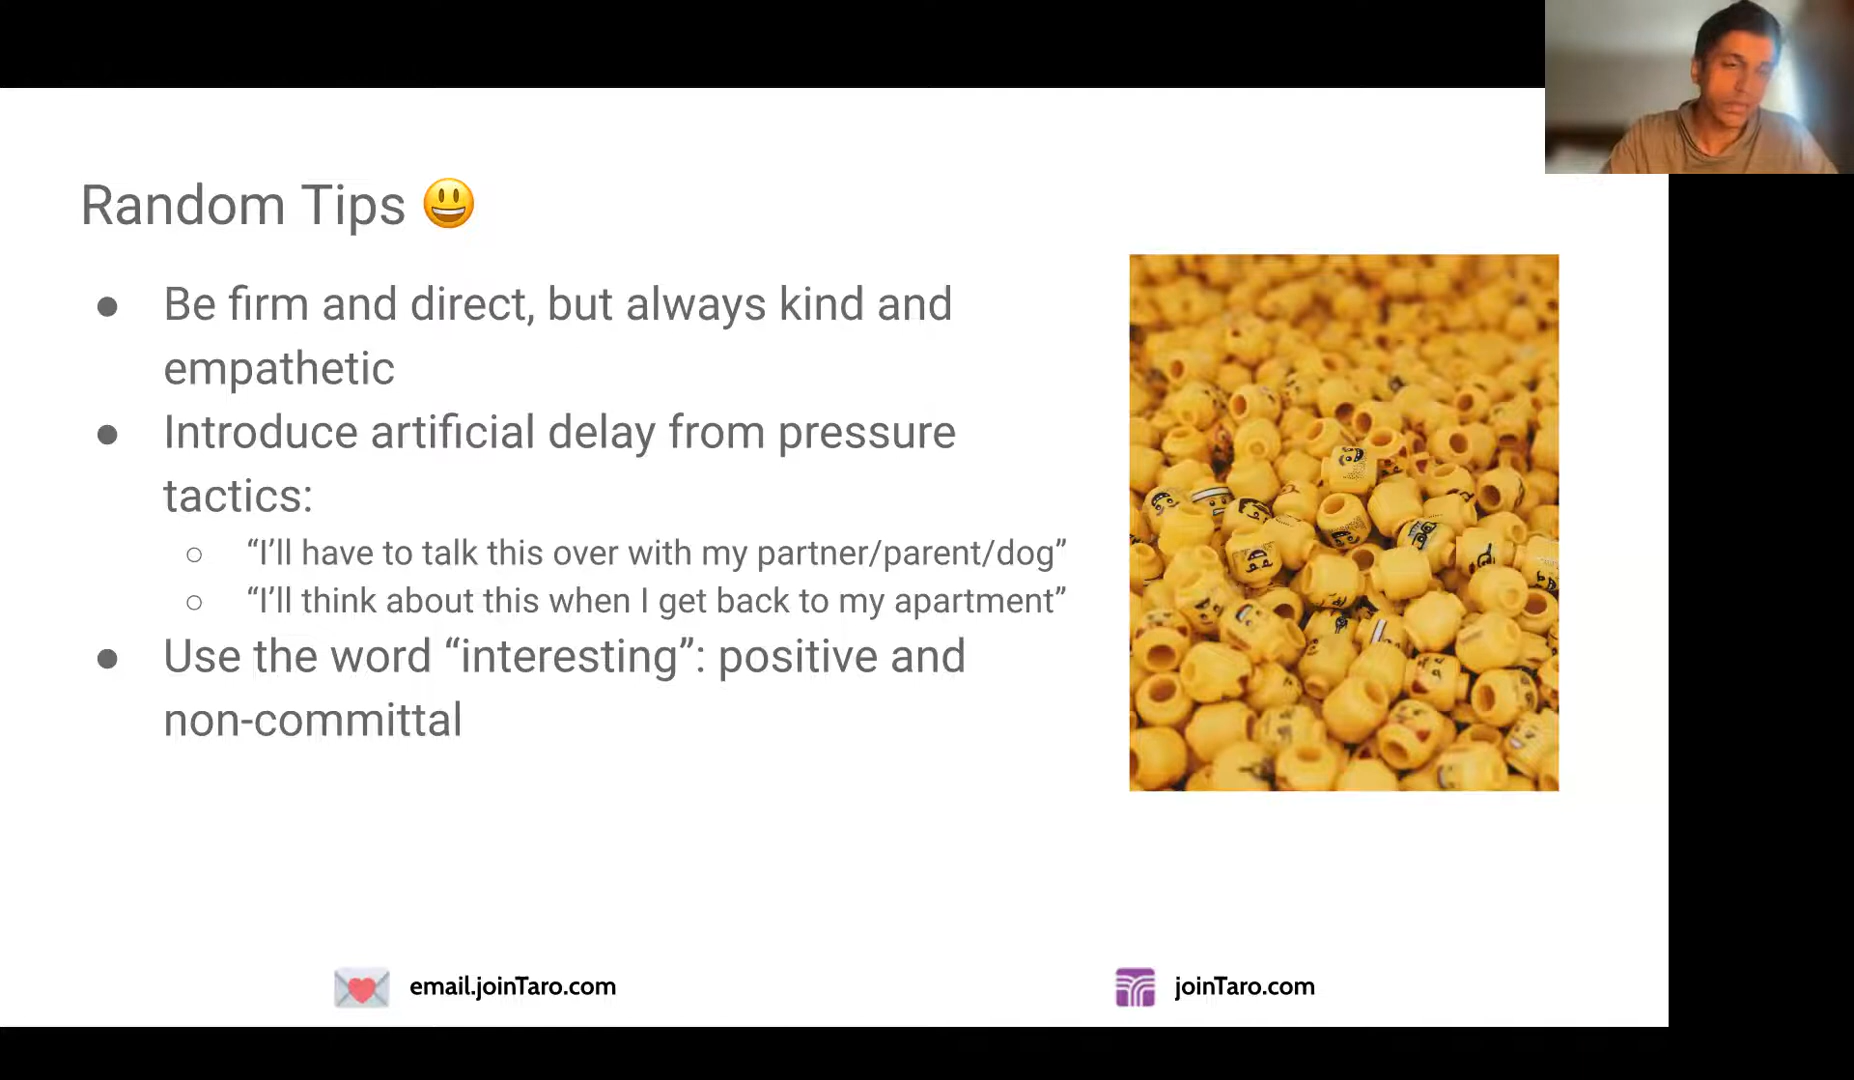 Random Tips 😃
● Be firm and direct, but always kind and
empathetic
● Introduce artificial delay from pressure
tactics:
○ “I’ll have to talk this over with my partner/parent/dog”
○ “I’ll think about this when I get back to my apartment”
● Use the word “interesting”: positive and
non-committal
email.joinTaro.com
joinTaro.com